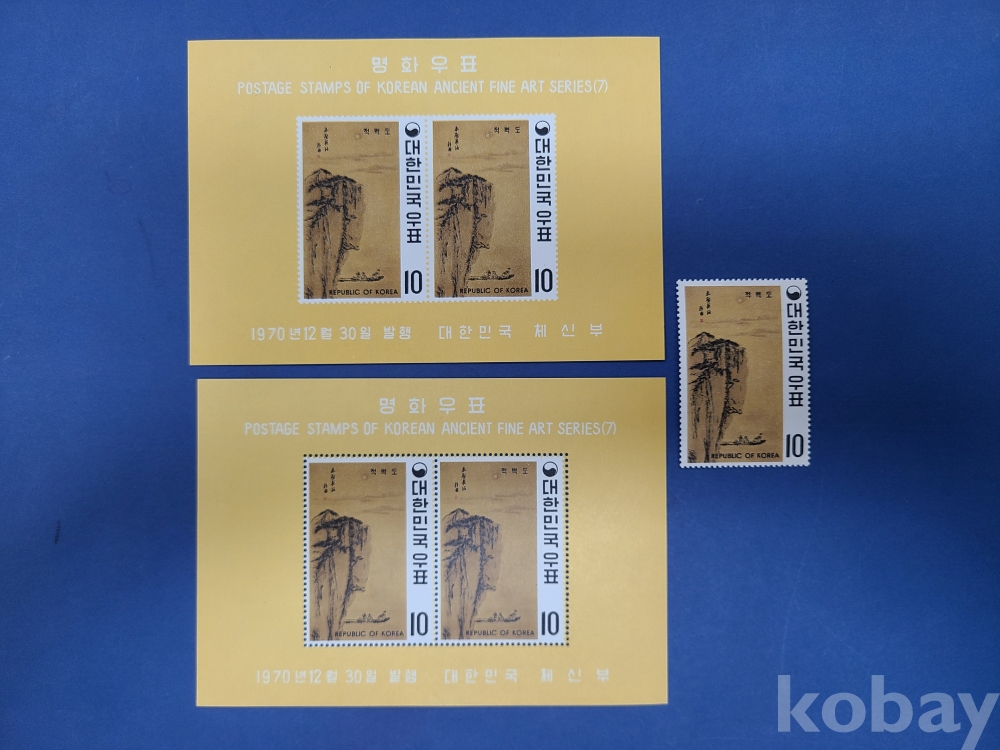 명화우표
POSTAGE STAMPS OF KOREAN ANCIENT FINE ART SERIES(7)
적벽도
대한민국 우표
10
REPUBLIC OF KOREA
적벽도
대한민국 우표
10
REPUBLIC OF KOREA
1970년12월 30일 발행 대한민국 체신부
적벽도
대한민국 우표
10
REPUBLIC OF KOREA
명화우표
POSTAGE STAMPS OF KOREAN ANCIENT FINE ART SERIES(7)
적벽도
대한민국 우표
10
REPUBLIC OF KOREA
적벽도
대한민국 우표
10
REPUBLIC OF KOREA
1970년12월 30일 발행 대한민국 체신부
kobay